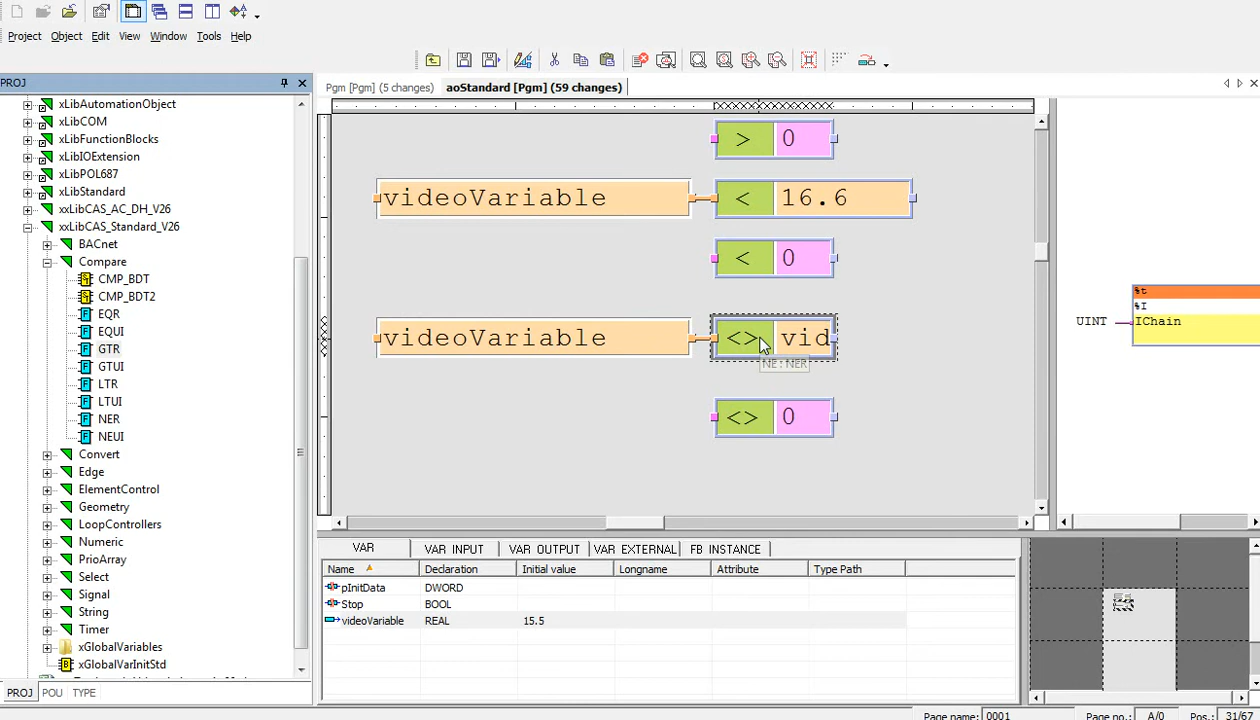 Project Object Edit View Window Tools Help
PROJ
xLibAutomationObject
xLibCOM
xLibFunctionBlocks
xLibIOExtension
xLibPOL687
xLibStandard
xxLibCAS_AC_DH_V26
xxLibCAS_Standard_V26
BACnet
Compare
CMP_BDT
CMP_BDT2
EQR
EQUI
GTR
GTUI
LTR
LTUI
NER
NEUI
Convert
Edge
ElementControl
Geometry
LoopControllers
Numeric
PrioArray
Select
Signal
String
Timer
xGlobalVariables
xGlobalVarInitStd
PROJ POU TYPE
Pgm [Pgm] (5 changes) aoStandard [Pgm] (59 changes)
> 0
videoVariable < 16.6
< 0
videoVariable <> vid
NE : NER
<> 0
%t
%I
UINT IChain
VAR VAR INPUT VAR OUTPUT VAR EXTERNAL FB INSTANCE
Name Declaration Initial value Longname Attribute Type Path
pInitData DWORD
Stop BOOL
videoVariable REAL 15.5
Page name: 0001 Page no.: A/0 Pos.: 31/67